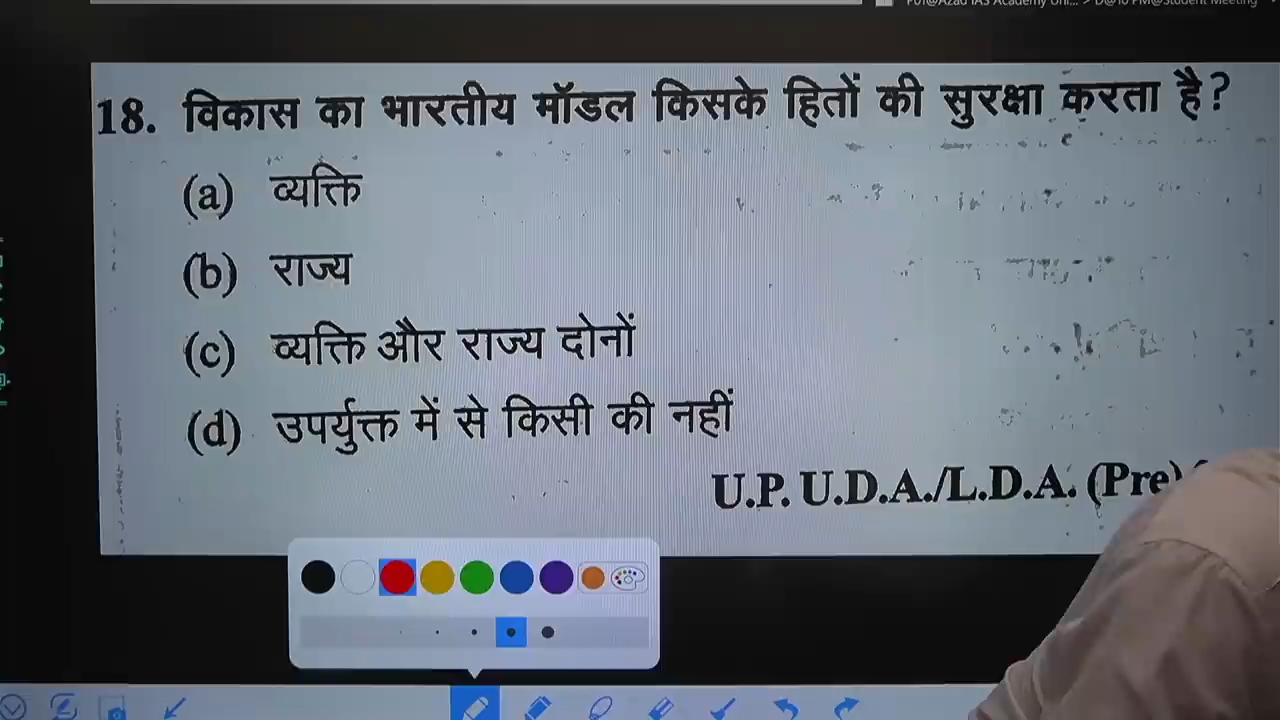 18. विकास का भारतीय मॉडल किसके हितों की सुरक्षा करता है?
(a) व्यक्ति
(b) राज्य
(c) व्यक्ति और राज्य दोनों
(d) उपर्युक्त में से किसी की नहीं
U.P. U.D.A./L.D.A. (Pre)